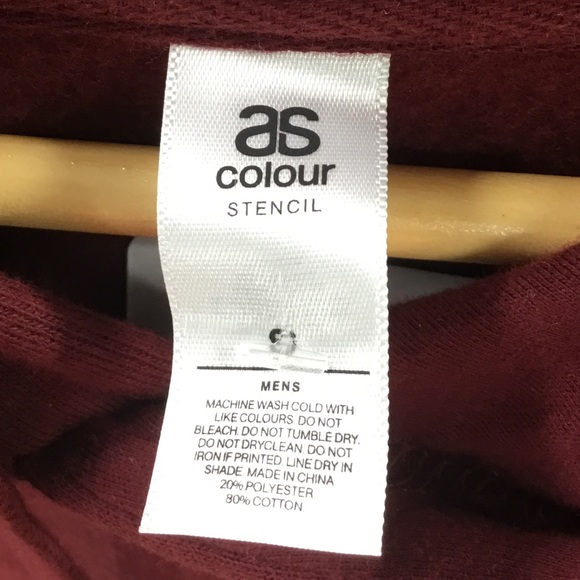 as
colour
STENCIL
MENS
MACHINE WASH COLD WITH
LIKE COLOURS. DO NOT
BLEACH. DO NOT TUMBLE DRY.
DO NOT DRYCLEAN. DO NOT
IRON IF PRINTED. LINE DRY IN
SHADE. MADE IN CHINA
20% POLYESTER
80% COTTON